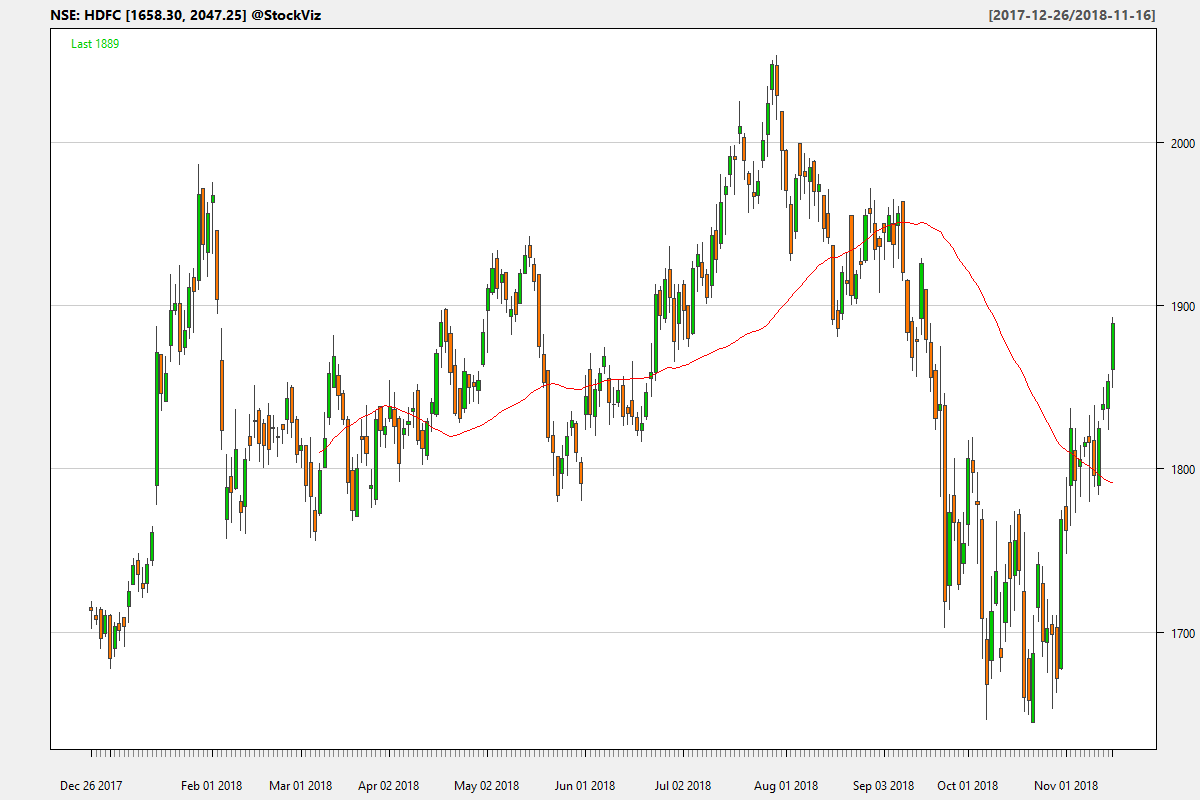 NSE: HDFC [1658.30, 2047.25] @StockViz
[2017-12-26/2018-11-16]
Last 1889
2000
1900
1800
1700
Dec 26 2017 Feb 01 2018 Mar 01 2018 Apr 02 2018 May 02 2018 Jun 01 2018 Jul 02 2018 Aug 01 2018 Sep 03 2018 Oct 01 2018 Nov 01 2018